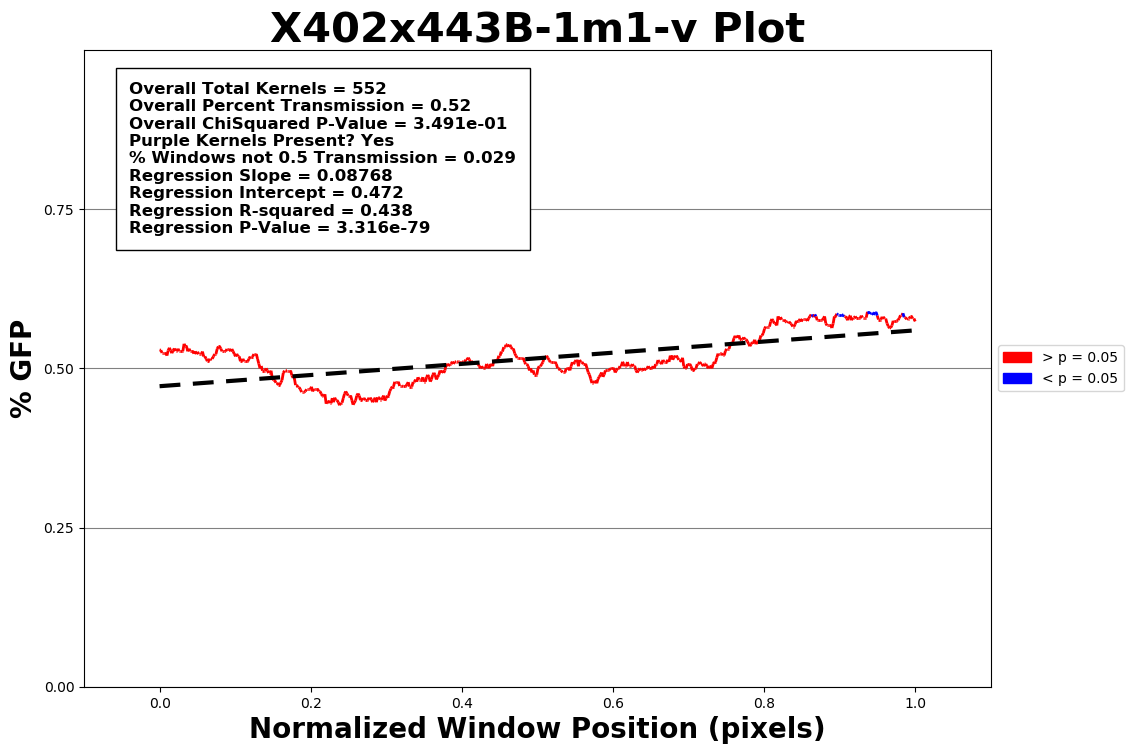 X402x443B-1m1-v Plot
Overall Total Kernels = 552
Overall Percent Transmission = 0.52
Overall ChiSquared P-Value = 3.491e-01
Purple Kernels Present? Yes
% Windows not 0.5 Transmission = 0.029
Regression Slope = 0.08768
Regression Intercept = 0.472
Regression R-squared = 0.438
Regression P-Value = 3.316e-79
% GFP
0.75
0.50
0.25
0.00
> p = 0.05
< p = 0.05
0.0 0.2 0.4 0.6 0.8 1.0
Normalized Window Position (pixels)